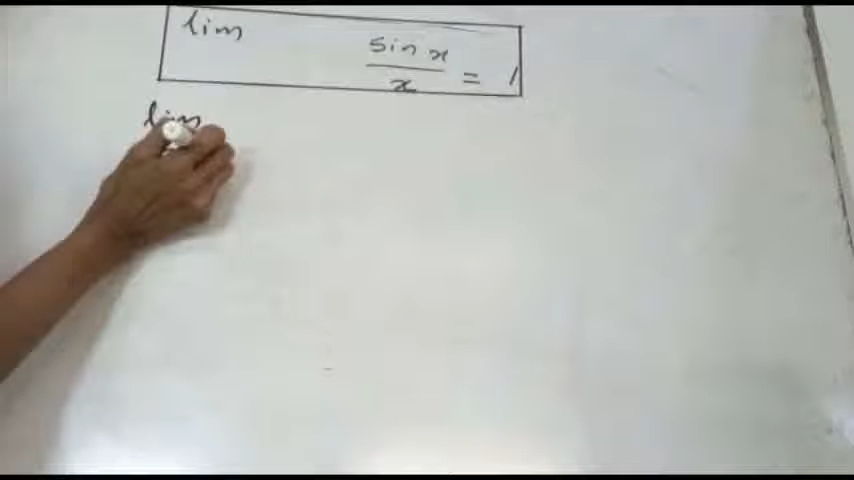 lim sin x / x = 1
lim